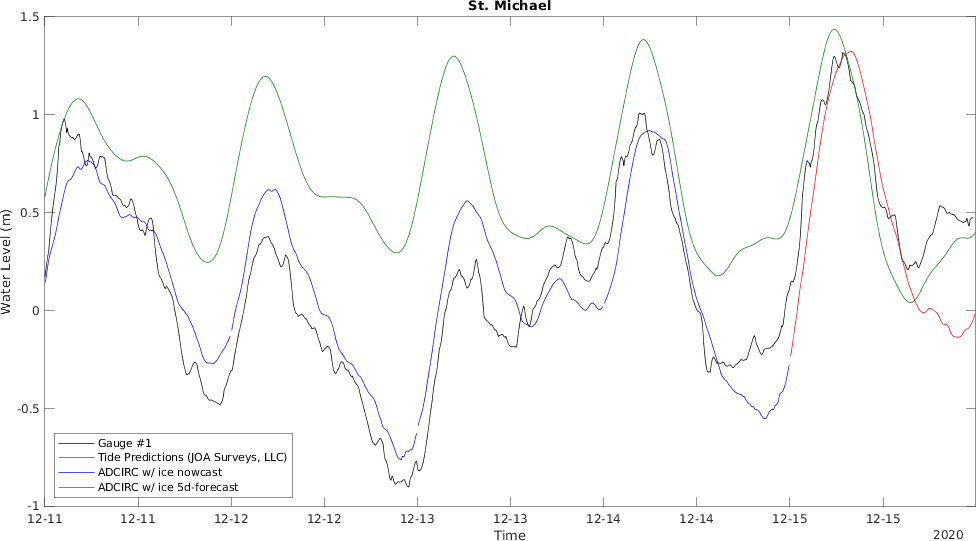 St. Michael
1.5
1
0.5
0
-0.5
-1
Water Level (m)
Gauge #1
Tide Predictions (JOA Surveys, LLC)
ADCIRC w/ ice nowcast
ADCIRC w/ ice 5d-forecast
12-11 12-11 12-12 12-12 12-13 12-13 12-14 12-14 12-15 12-15
Time
2020